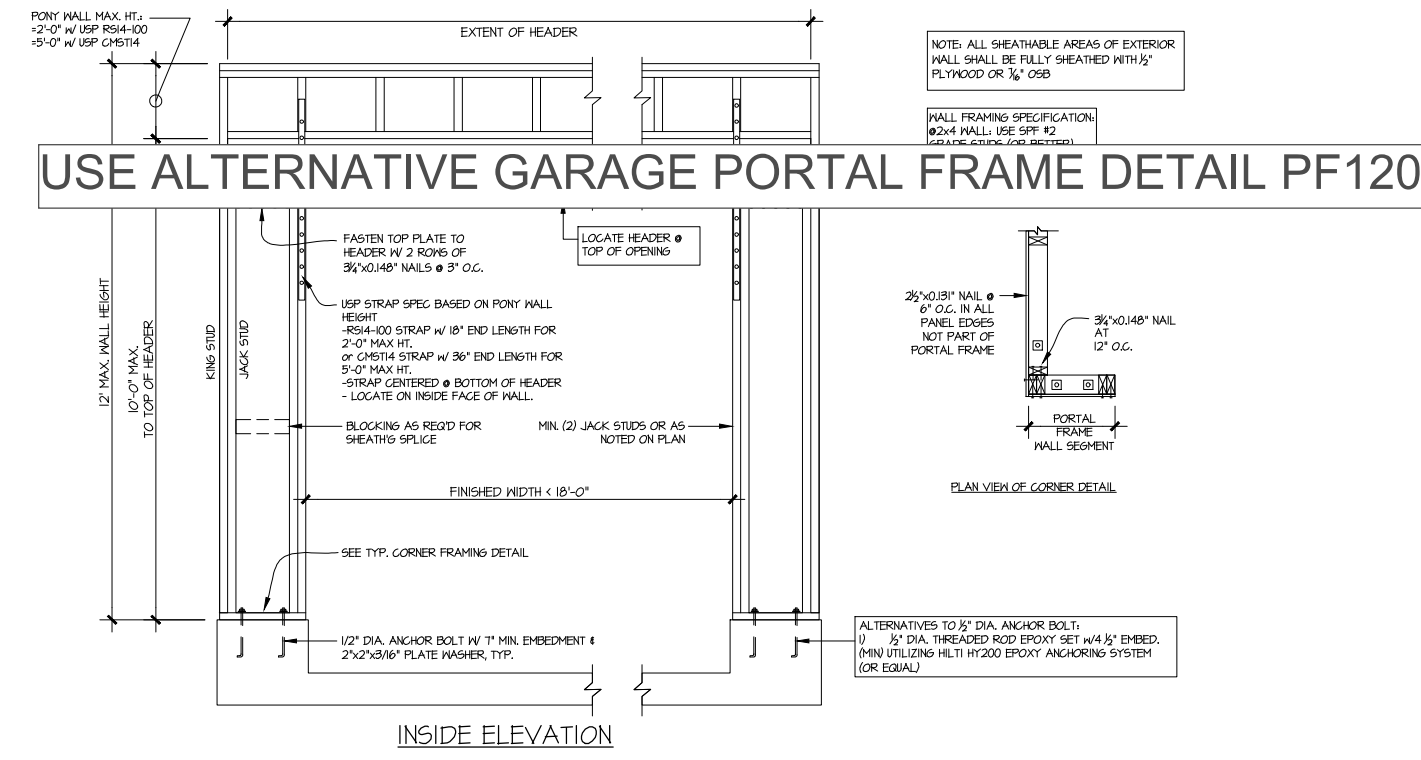 PONY WALL MAX. HT.:
=2'-0" W/ USP RS14-100
=5'-0" W/ USP CMST14
EXTENT OF HEADER
NOTE: ALL SHEATHABLE AREAS OF EXTERIOR
WALL SHALL BE FULLY SHEATHED WITH ½"
PLYWOOD OR 7/16" OSB
WALL FRAMING SPECIFICATION:
@2x4 WALL: USE SPF #2
GRADE STUDS (OR BETTER)
USE ALTERNATIVE GARAGE PORTAL FRAME DETAIL PF120
FASTEN TOP PLATE TO
HEADER W/ 2 ROWS OF
3¼"x0.148" NAILS @ 3" O.C.
LOCATE HEADER @
TOP OF OPENING
USP STRAP SPEC BASED ON PONY WALL
HEIGHT
-RS14-100 STRAP W/ 18" END LENGTH FOR
2'-0" MAX HT.
or CMST14 STRAP W/ 36" END LENGTH FOR
5'-0" MAX HT.
-STRAP CENTERED @ BOTTOM OF HEADER
- LOCATE ON INSIDE FACE OF WALL.
12' MAX. WALL HEIGHT
10'-0" MAX.
TO TOP OF HEADER
KING STUD
JACK STUD
BLOCKING AS REQ'D FOR
SHEATH'G SPLICE
MIN. (2) JACK STUDS OR AS
NOTED ON PLAN
FINISHED WIDTH < 18'-0"
SEE TYP. CORNER FRAMING DETAIL
1/2" DIA. ANCHOR BOLT W/ 7" MIN. EMBEDMENT &
2"x2"x3/16" PLATE WASHER, TYP.
INSIDE ELEVATION
2½"x0.131" NAIL @
6" O.C. IN ALL
PANEL EDGES
NOT PART OF
PORTAL FRAME
3¼"x0.148" NAIL
AT
12" O.C.
PORTAL
FRAME
WALL SEGMENT
PLAN VIEW OF CORNER DETAIL
ALTERNATIVES TO ½" DIA. ANCHOR BOLT:
1) ½" DIA. THREADED ROD EPOXY SET W/4 ½" EMBED.
(MIN) UTILIZING HILTI HY200 EPOXY ANCHORING SYSTEM
(OR EQUAL)